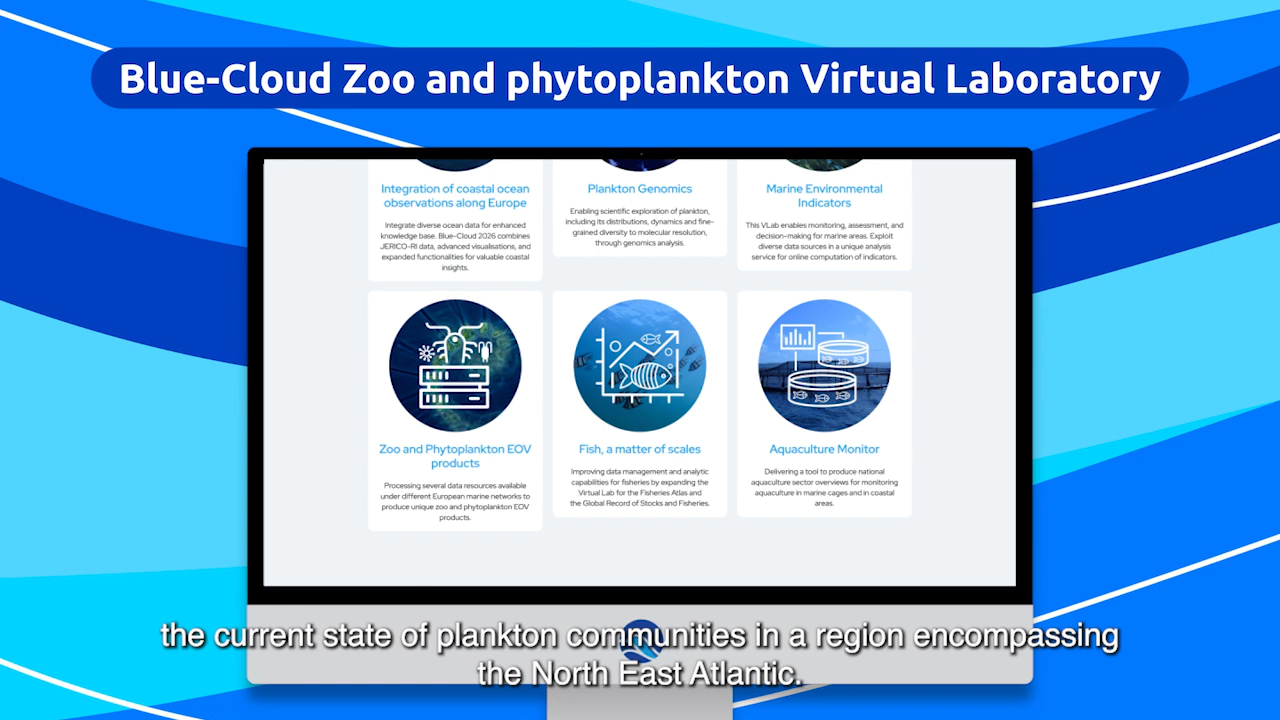 Blue-Cloud Zoo and phytoplankton Virtual Laboratory
Integration of coastal ocean
observations along Europe
Integrate diverse ocean data for enhanced
knowledge base. Blue-Cloud 2026 combines
JERICO-RI data, advanced visualisations, and
expanded functionalities for valuable coastal
insights.
Plankton Genomics
Enabling scientific exploration of plankton,
including its distributions, dynamics and fine-
grained diversity to molecular resolution,
through genomics analysis.
Marine Environmental
Indicators
This VLab enables monitoring, assessment, and
decision-making for marine areas. Exploit
diverse data sources in a unique analysis
service for online computation of indicators.
Zoo and Phytoplankton EOV
products
Processing several data resources available
under different European marine networks to
produce unique zoo and phytoplankton EOV
products.
Fish, a matter of scales
Improving data management and analytic
capabilities for fisheries by expanding the
Virtual Lab for the Fisheries Atlas and
the Global Record of Stocks and Fisheries.
Aquaculture Monitor
Delivering a tool to produce national
aquaculture sector overviews for monitoring
aquaculture in marine cages and in coastal
areas.
the current state of plankton communities in a region encompassing
the North East Atlantic.